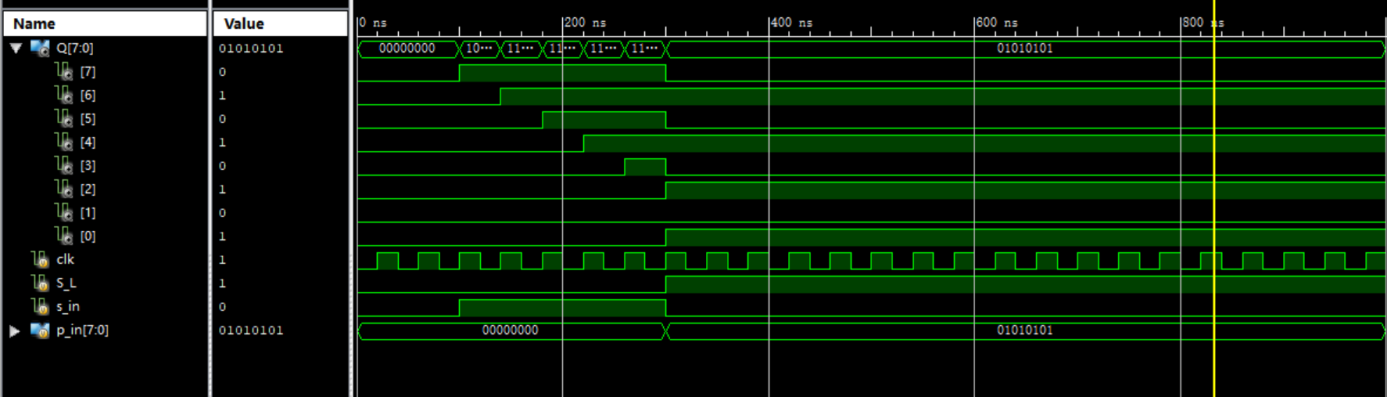 Name Value 0 ns 200 ns 400 ns 600 ns 800 ns
Q[7:0] 01010101 00000000 10··· 11··· 11··· 11··· 11··· 01010101
[7] 0
[6] 1
[5] 0
[4] 1
[3] 0
[2] 1
[1] 0
[0] 1
clk 1
S_L 1
s_in 0
p_in[7:0] 01010101 00000000 01010101